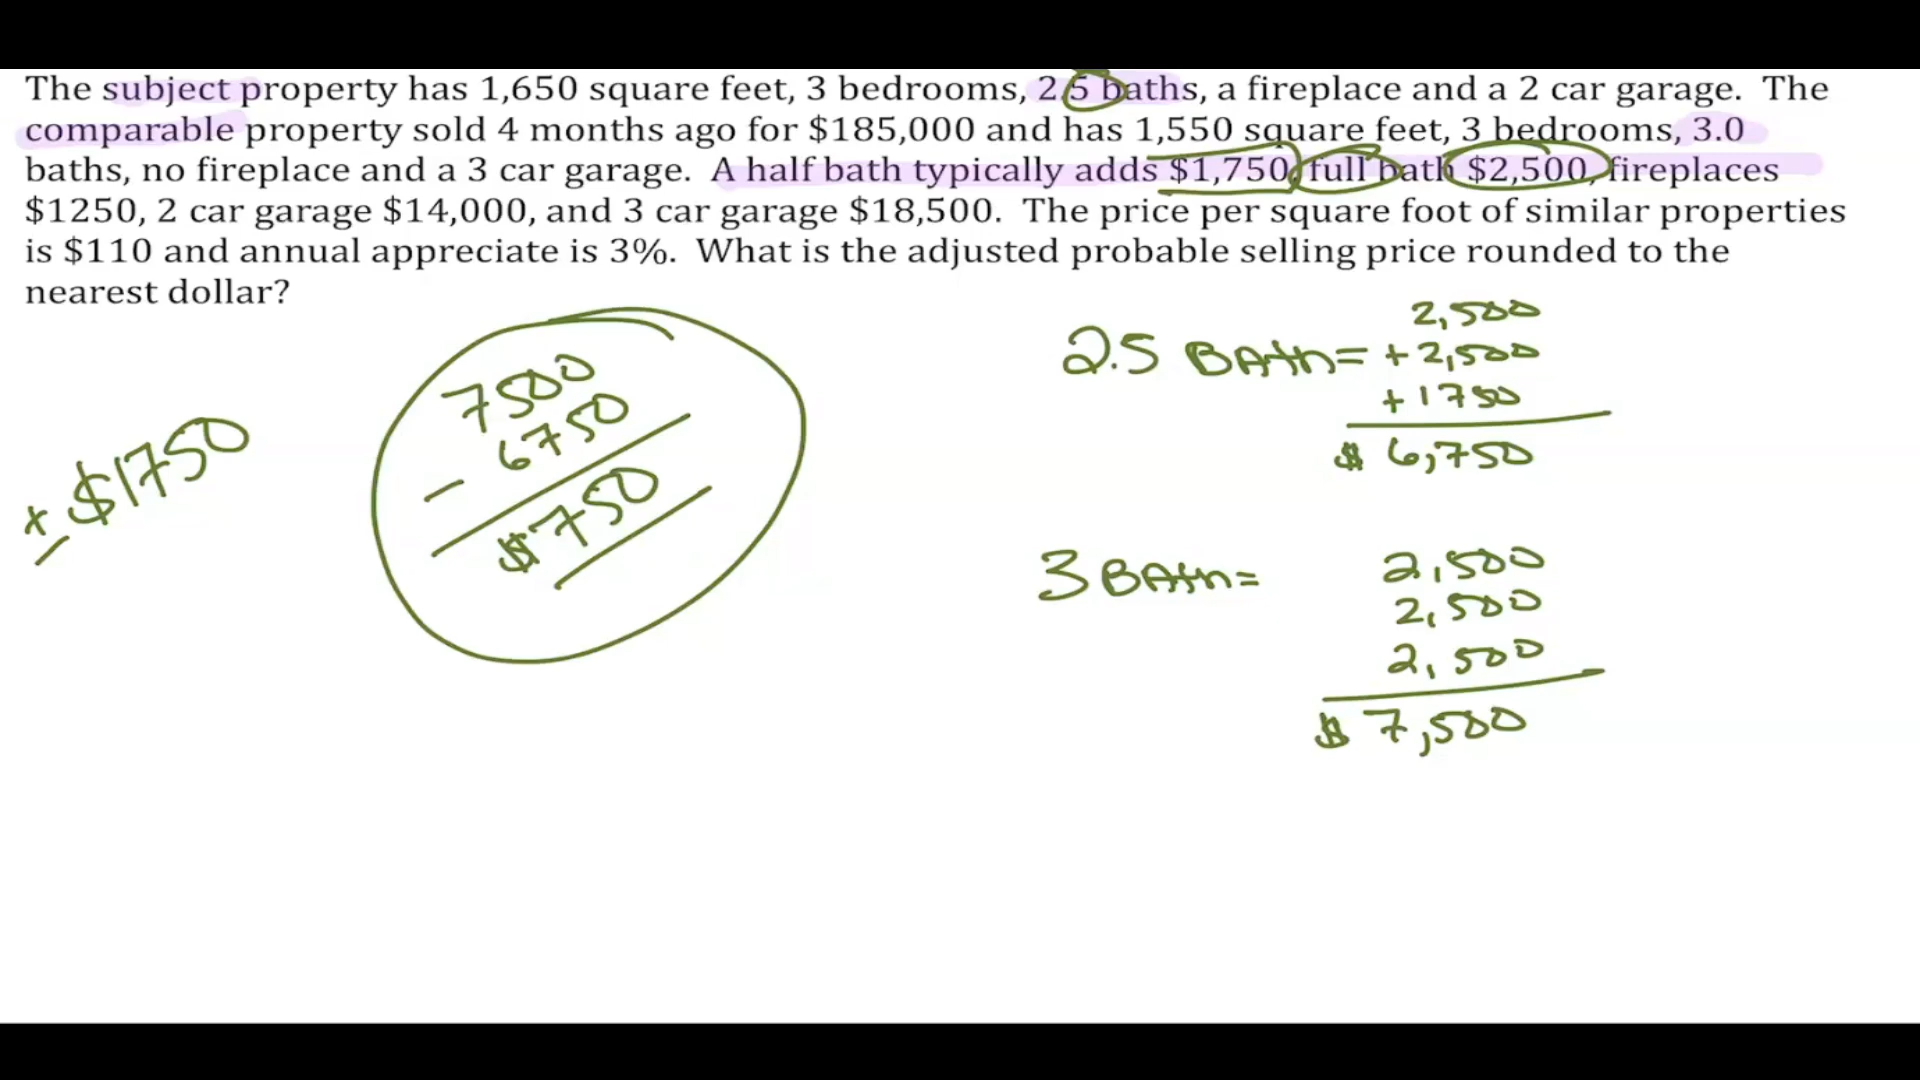 The subject property has 1,650 square feet, 3 bedrooms, 2.5 baths, a fireplace and a 2 car garage. The
comparable property sold 4 months ago for $185,000 and has 1,550 square feet, 3 bedrooms, 3.0
baths, no fireplace and a 3 car garage. A half bath typically adds $1,750, full bath $2,500, fireplaces
$1250, 2 car garage $14,000, and 3 car garage $18,500. The price per square foot of similar properties
is $110 and annual appreciate is 3%. What is the adjusted probable selling price rounded to the
nearest dollar?
2.5 BATH = 2,500
+ 2,500
+ 1750
$ 6,750
7500
- 6750
$750
± $1750
3 BATH = 2,500
2,500
2,500
$ 7,500